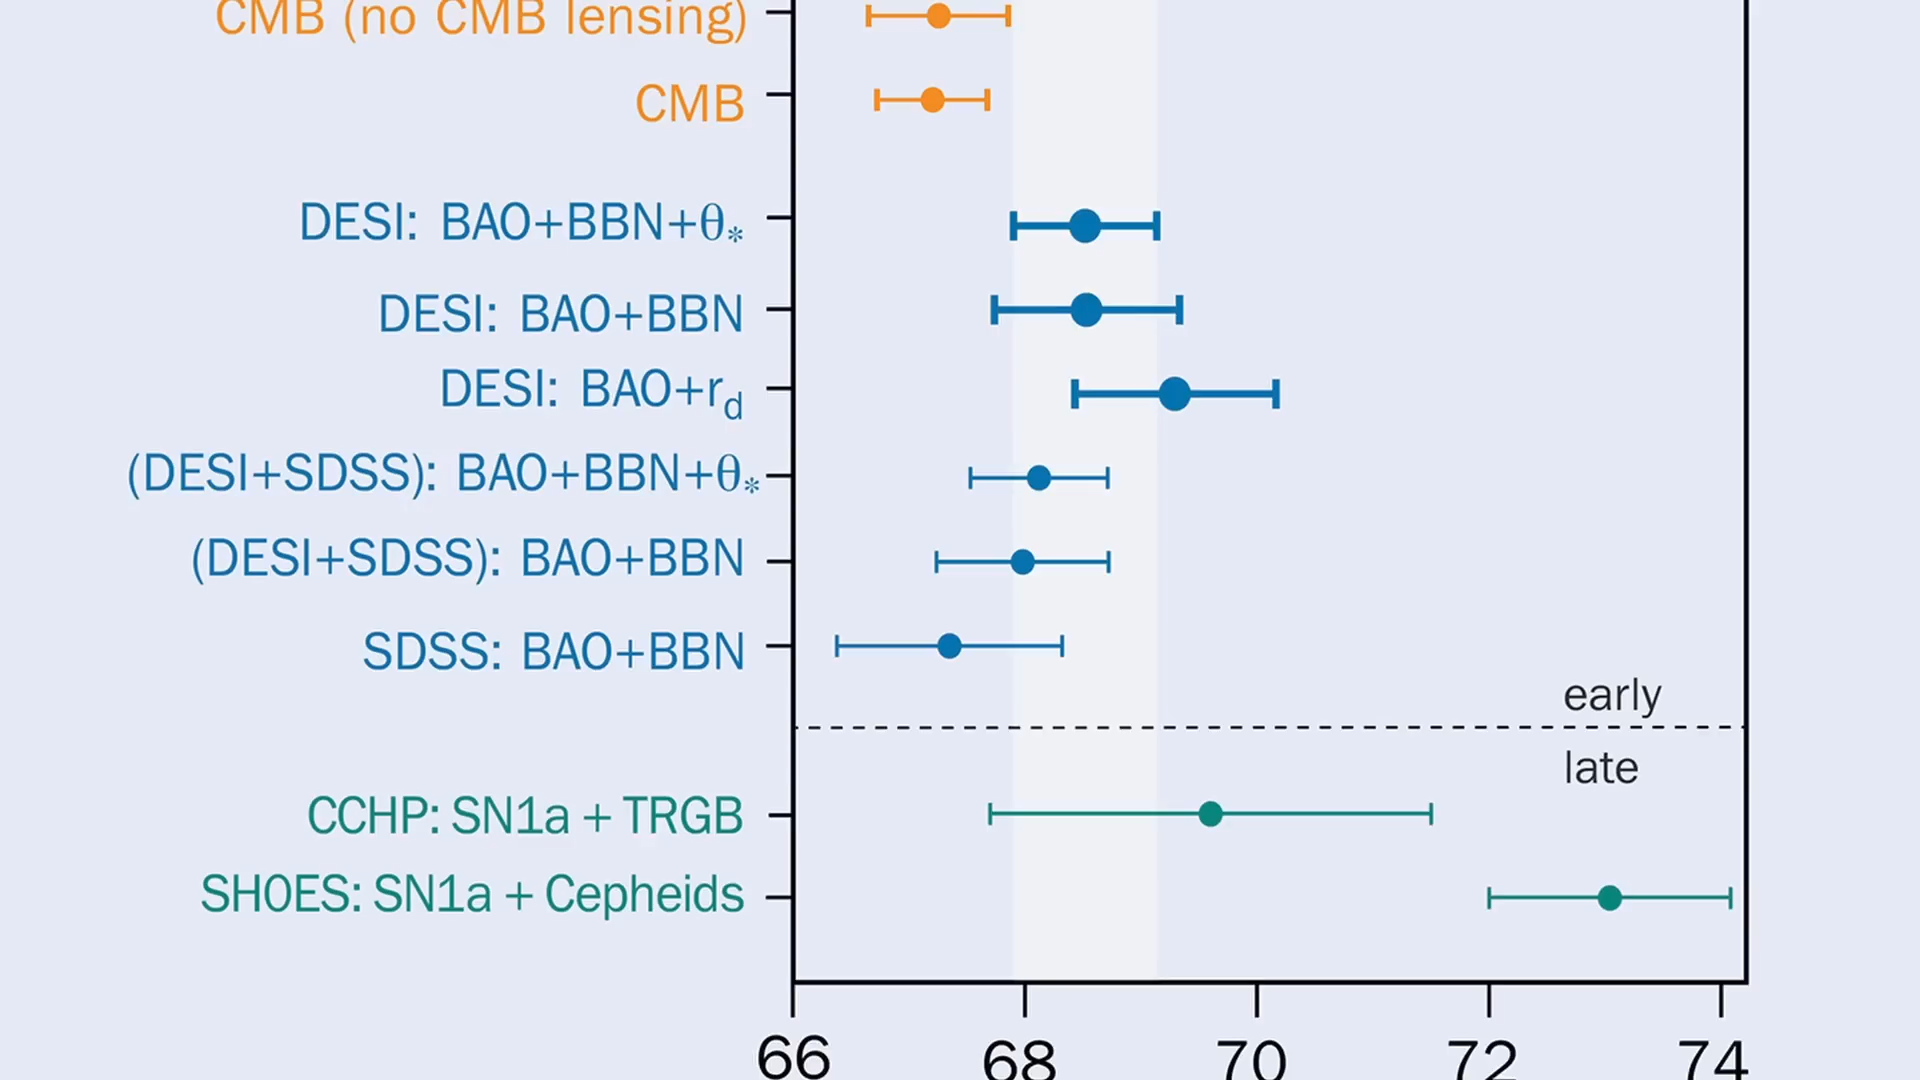 CMB (no CMB lensing)
CMB
DESI: BAO+BBN+θ*
DESI: BAO+BBN
DESI: BAO+rd
(DESI+SDSS): BAO+BBN+θ*
(DESI+SDSS): BAO+BBN
SDSS: BAO+BBN
early
late
CCHP: SN1a + TRGB
SH0ES: SN1a + Cepheids
66 68 70 72 74